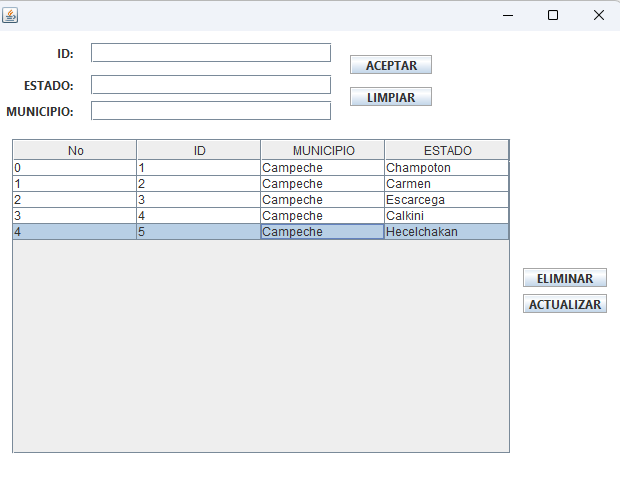 ID:
ACEPTAR
ESTADO:
LIMPIAR
MUNICIPIO:
No ID MUNICIPIO ESTADO
0 1 Campeche Champoton
1 2 Campeche Carmen
2 3 Campeche Escarcega
3 4 Campeche Calkini
4 5 Campeche Hecelchakan
ELIMINAR
ACTUALIZAR